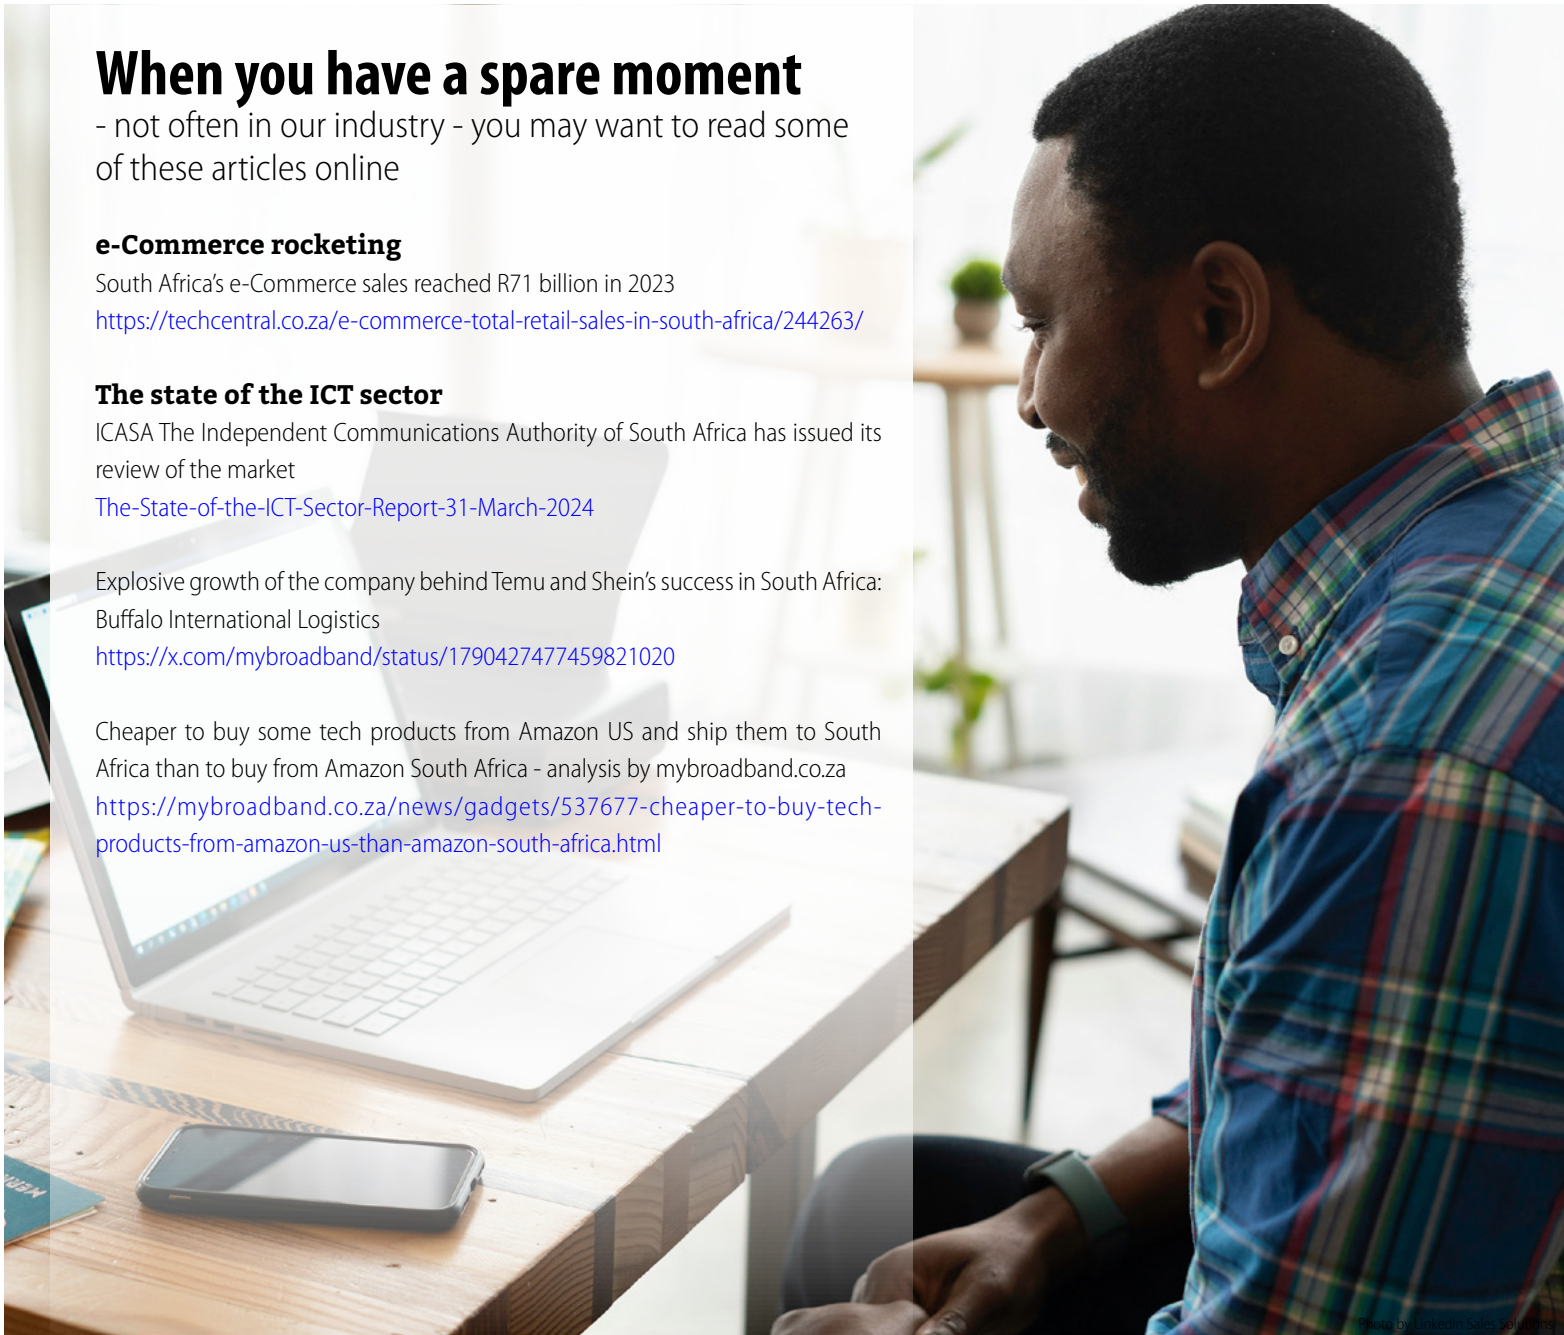 When you have a spare moment
- not often in our industry - you may want to read some
of these articles online
e-Commerce rocketing
South Africa’s e-Commerce sales reached R71 billion in 2023
https://techcentral.co.za/e-commerce-total-retail-sales-in-south-africa/244263/
The state of the ICT sector
ICASA The Independent Communications Authority of South Africa has issued its
review of the market
The-State-of-the-ICT-Sector-Report-31-March-2024
Explosive growth of the company behind Temu and Shein’s success in South Africa:
Buffalo International Logistics
https://x.com/mybroadband/status/1790427477459821020
Cheaper to buy some tech products from Amazon US and ship them to South
Africa than to buy from Amazon South Africa - analysis by mybroadband.co.za
https://mybroadband.co.za/news/gadgets/537677-cheaper-to-buy-tech-
products-from-amazon-us-than-amazon-south-africa.html
Photo by LinkedIn Sales Solutions